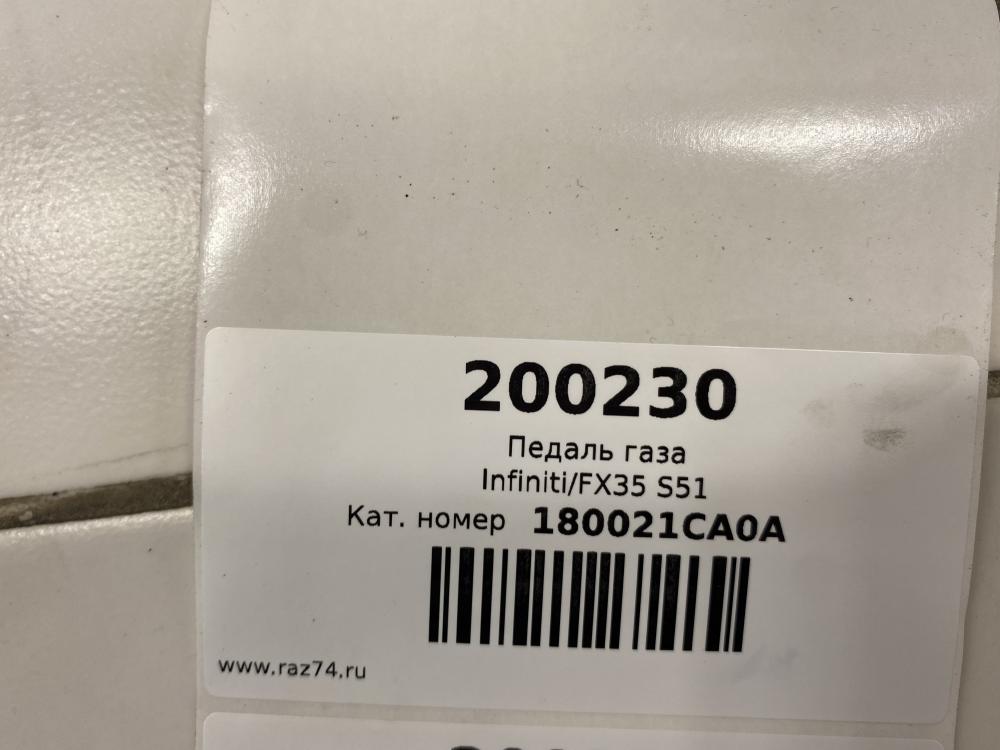 200230
Педаль газа
Infiniti/FX35 S51
Кат. номер 180021CA0A
www.raz74.ru